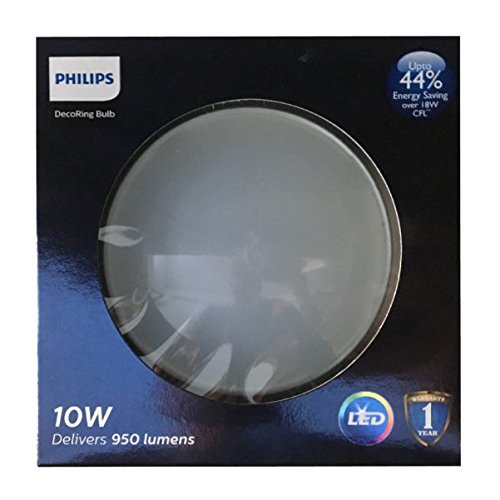 PHILIPS
DecoRing Bulb
Upto
44%
Energy Saving
over 18W
CFL**
10W
Delivers 950 lumens
LED
WARRANTY
1
YEAR